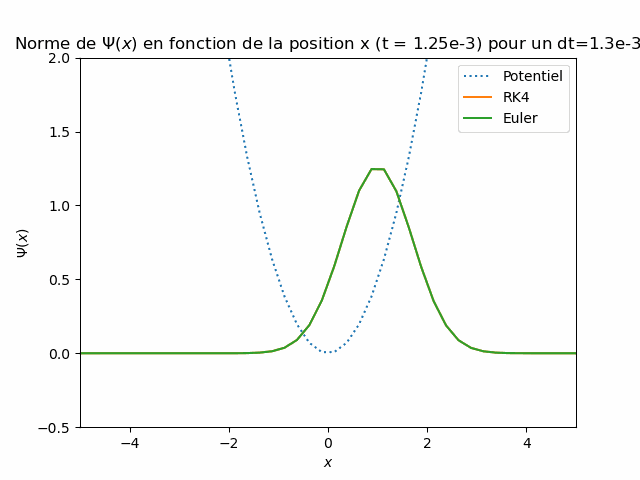 Norme de Ψ(x) en fonction de la position x (t = 1.25e-3) pour un dt=1.3e-3
2.0
1.5
1.0
0.5
0.0
−0.5
Ψ(x)
Potentiel
RK4
Euler
−4
−2
0
2
4
x